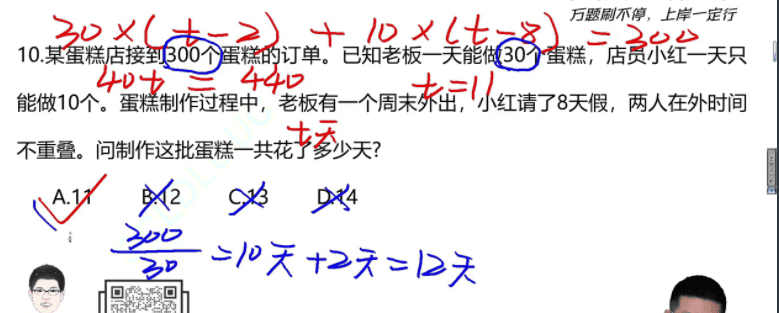 万题刷不停，上岸一定行
30×(t-2) + 10×(t-8) = 300
10.某蛋糕店接到300个蛋糕的订单。已知老板一天能做30个蛋糕，店员小红一天只
40t = 440
t=11
能做10个。蛋糕制作过程中，老板有一个周末外出，小红请了8天假，两人在外时间
t天
不重叠。问制作这批蛋糕一共花了多少天?
A.11 B.12 C.13 D.14
300/30 =10天+2天=12天